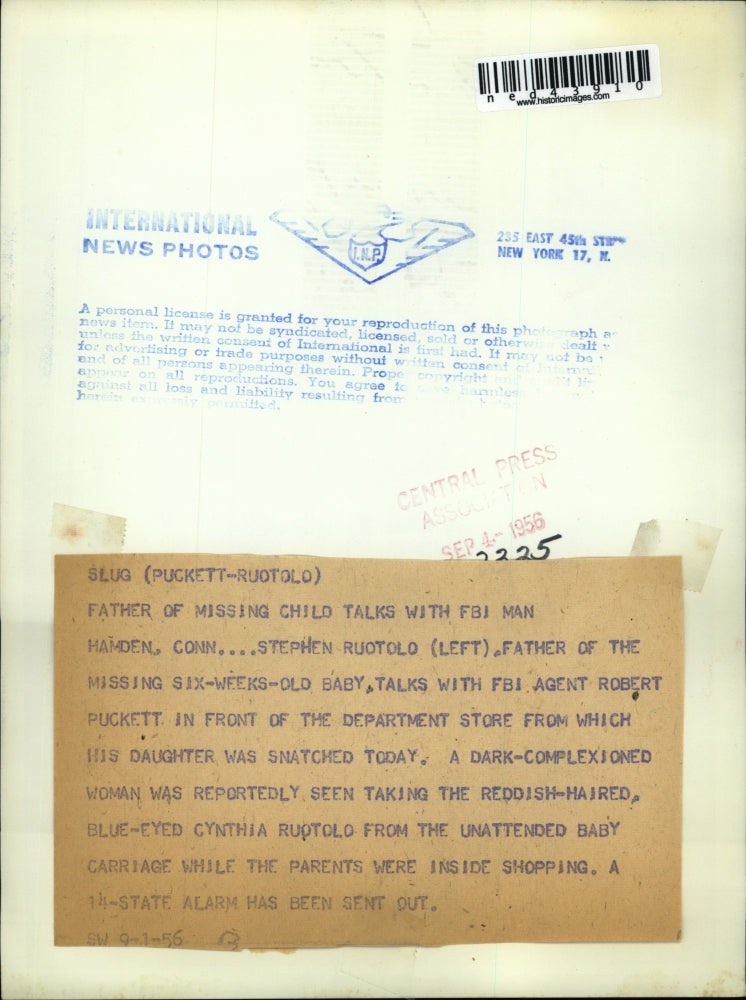 ned43910
www.historicimages.com
INTERNATIONAL
NEWS PHOTOS
I.N.P.
235 EAST 45th
NEW YORK 17, N.
A personal license is granted for your reproduction of this photograph
news item. It may not be syndicated, licensed, sold or otherwise dealt
unless the written consent of International is first had. It may not be
for advertising or trade purposes without written consent of
and of all persons appearing therein. copyright and
appear on all reproductions. You agree harmless
against all loss and liability resulting from
herein expressly permitted.
CENTRAL PRESS
SEP 4- 1956
2325
SLUG (PUCKETT-RUOTOLO)
FATHER OF MISSING CHILD TALKS WITH FBI MAN
HAMDEN, CONN....STEPHEN RUOTOLO (LEFT),FATHER OF THE
MISSING SIX-WEEKS-OLD BABY,TALKS WITH FBI AGENT ROBERT
PUCKETT IN FRONT OF THE DEPARTMENT STORE FROM WHICH
HIS DAUGHTER WAS SNATCHED TODAY. A DARK-COMPLEXIONED
WOMAN WAS REPORTEDLY SEEN TAKING THE REDDISH-HAIRED,
BLUE-EYED CYNTHIA RUOTOLO FROM THE UNATTENDED BABY
CARRIAGE WHILE THE PARENTS WERE INSIDE SHOPPING. A
14-STATE ALARM HAS BEEN SENT OUT.
SW 9-1-56